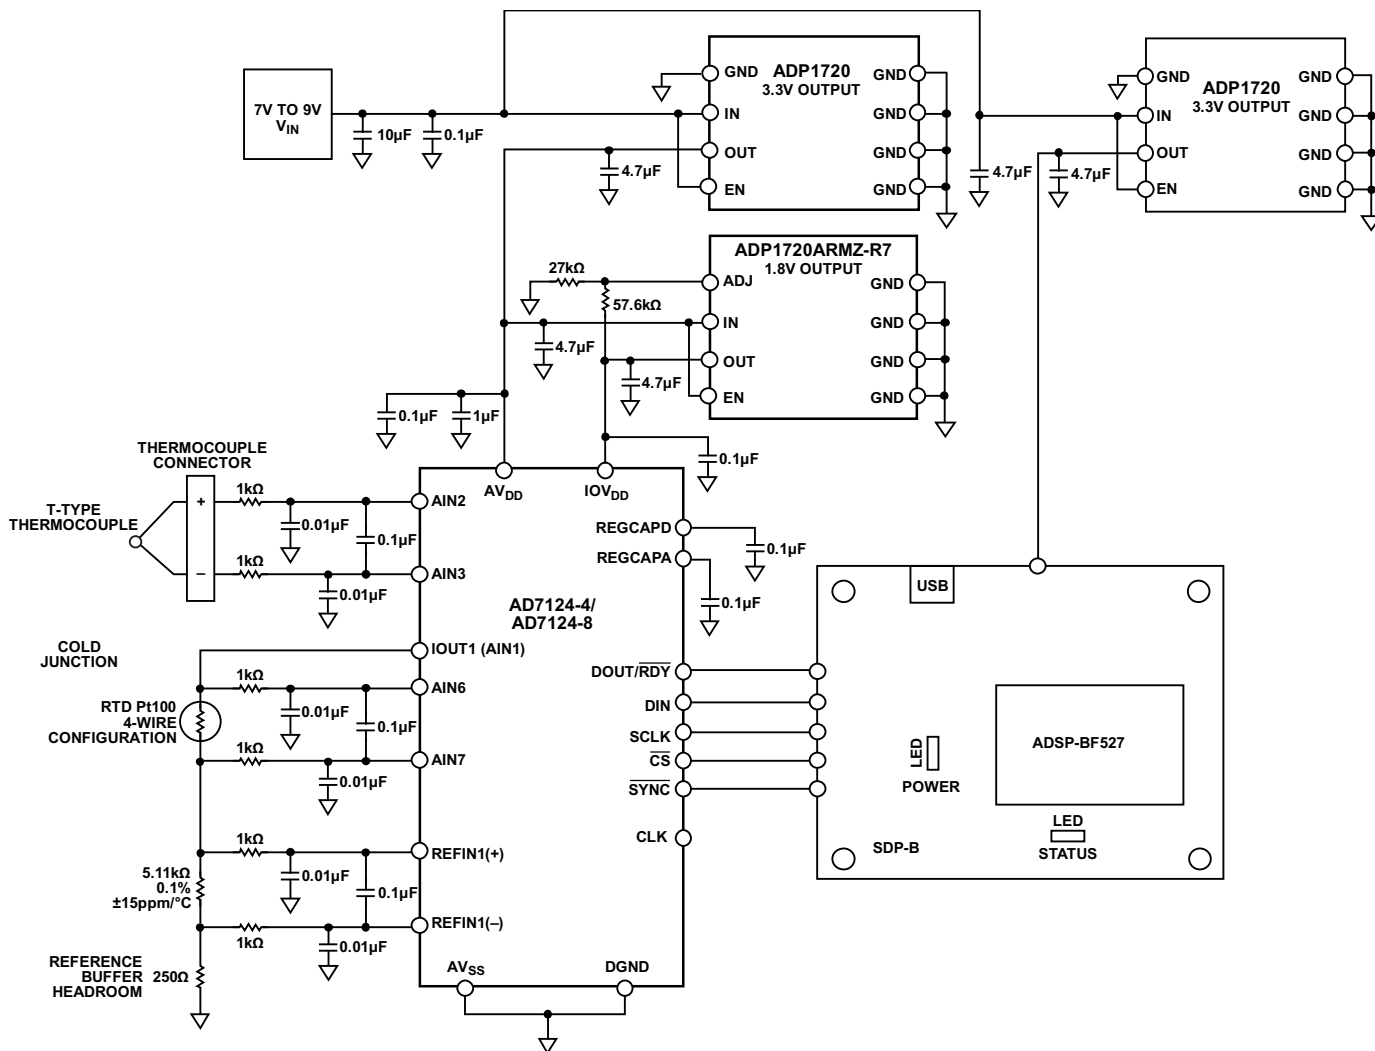 7V TO 9V
VIN
10µF
0.1µF
GND
IN
OUT
EN
ADP1720
3.3V OUTPUT
GND
GND
GND
GND
4.7µF
4.7µF
4.7µF
GND
IN
OUT
EN
ADP1720
3.3V OUTPUT
GND
GND
GND
GND
27kΩ
57.6kΩ
4.7µF
4.7µF
ADP1720ARMZ-R7
1.8V OUTPUT
ADJ
IN
OUT
EN
GND
GND
GND
GND
0.1µF
1µF
0.1µF
THERMOCOUPLE
CONNECTOR
T-TYPE
THERMOCOUPLE
+
–
1kΩ
0.01µF
0.1µF
1kΩ
0.01µF
AVDD
IOVDD
AIN2
AIN3
REGCAPD
0.1µF
REGCAPA
0.1µF
AD7124-4/
AD7124-8
COLD
JUNCTION
IOUT1 (AIN1)
RTD Pt100
4-WIRE
CONFIGURATION
1kΩ
0.01µF
0.1µF
AIN6
1kΩ
0.01µF
AIN7
DOUT/RDY
DIN
SCLK
CS
SYNC
CLK
1kΩ
0.01µF
0.1µF
REFIN1(+)
5.11kΩ
0.1%
±15ppm/°C
1kΩ
0.01µF
REFIN1(–)
REFERENCE
BUFFER
HEADROOM
250Ω
AVSS
DGND
USB
ADSP-BF527
LED
POWER
LED
STATUS
SDP-B